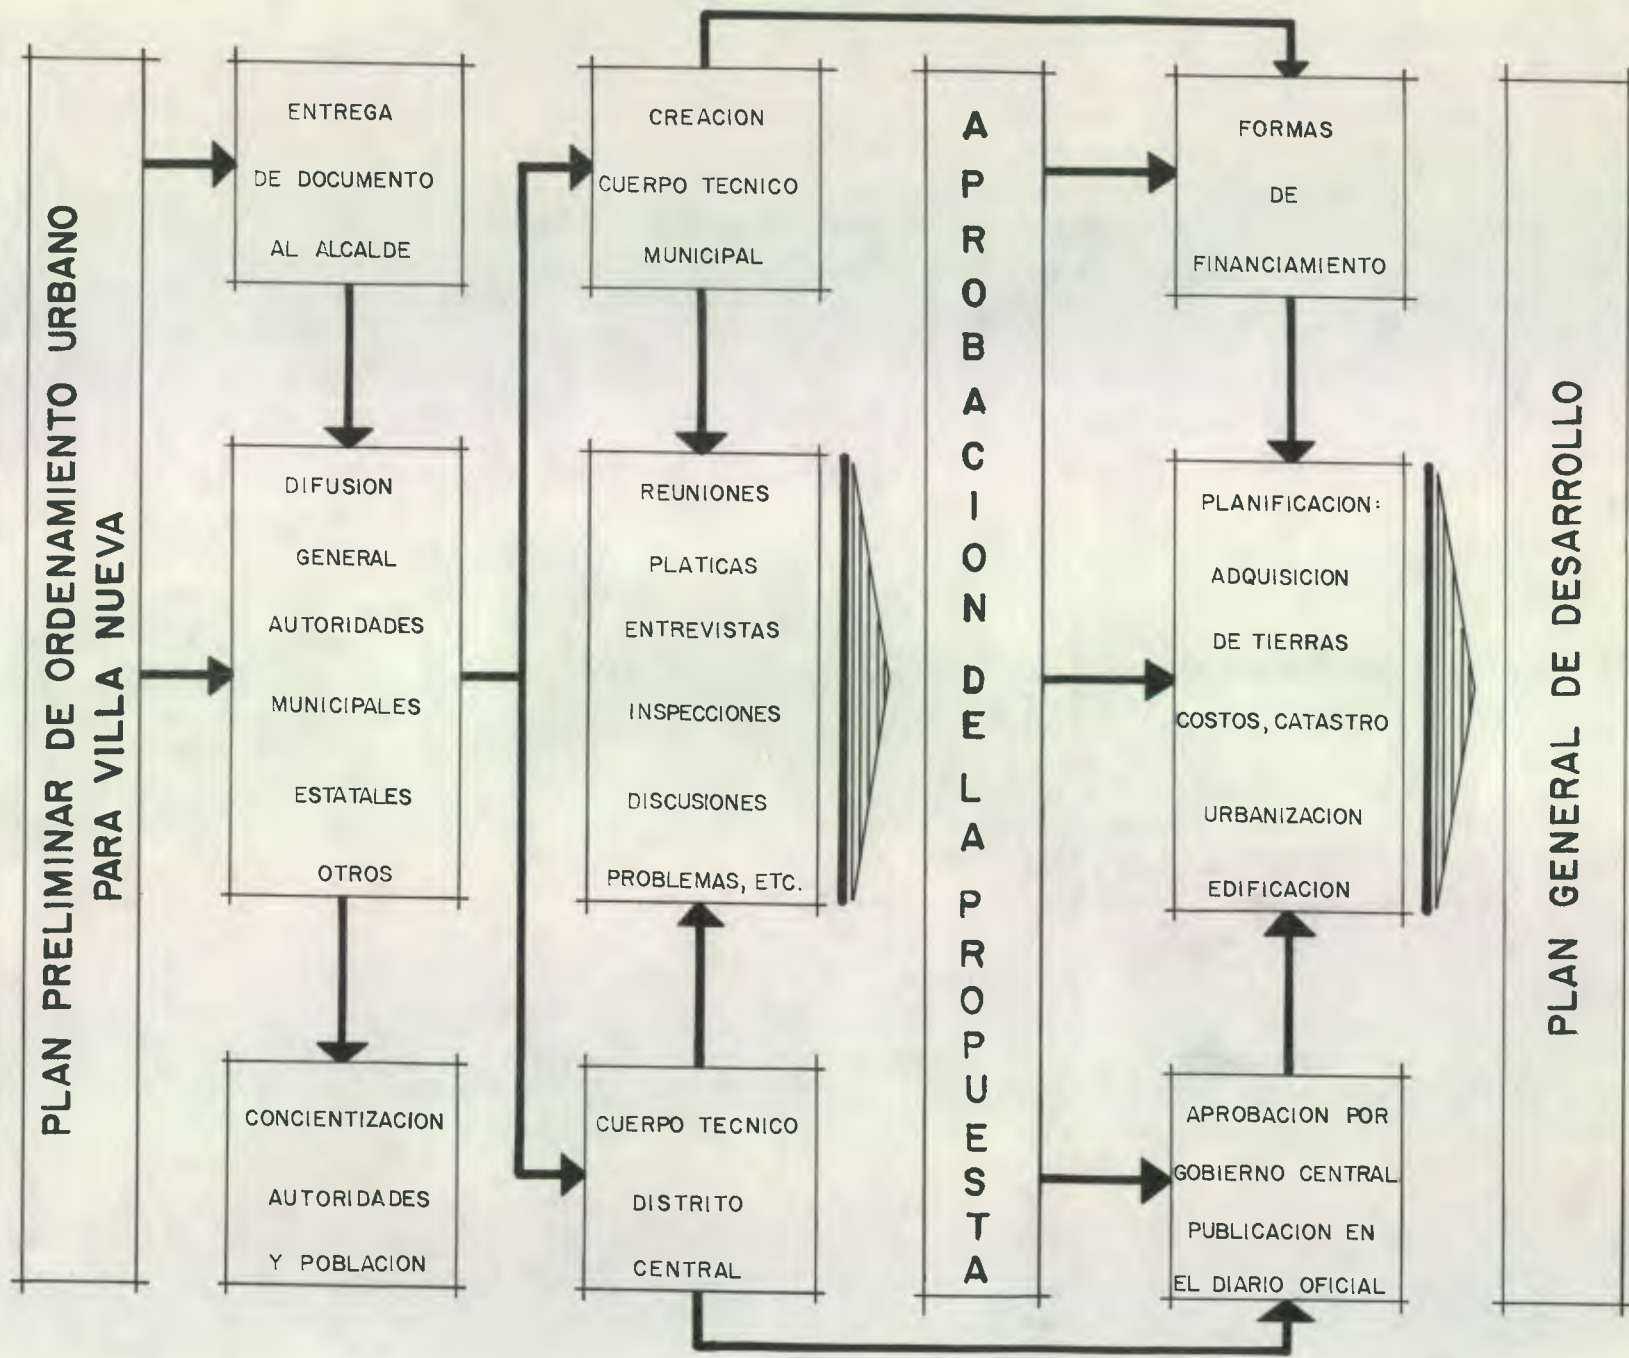 PLAN PRELIMINAR DE ORDENAMIENTO URBANO
PARA VILLA NUEVA
ENTREGA
DE DOCUMENTO
AL ALCALDE
DIFUSION
GENERAL
AUTORIDADES
MUNICIPALES
ESTATALES
OTROS
CONCIENTIZACION
AUTORIDADES
Y POBLACION
CREACION
CUERPO TECNICO
MUNICIPAL
REUNIONES
PLATICAS
ENTREVISTAS
INSPECCIONES
DISCUSIONES
PROBLEMAS, ETC.
CUERPO TECNICO
DISTRITO
CENTRAL
APROBACION DE LA PROPUESTA
FORMAS
DE
FINANCIAMIENTO
PLANIFICACION:
ADQUISICION
DE TIERRAS
COSTOS, CATASTRO
URBANIZACION
EDIFICACION
APROBACION POR
GOBIERNO CENTRAL
PUBLICACION EN
EL DIARIO OFICIAL
PLAN GENERAL DE DESARROLLO